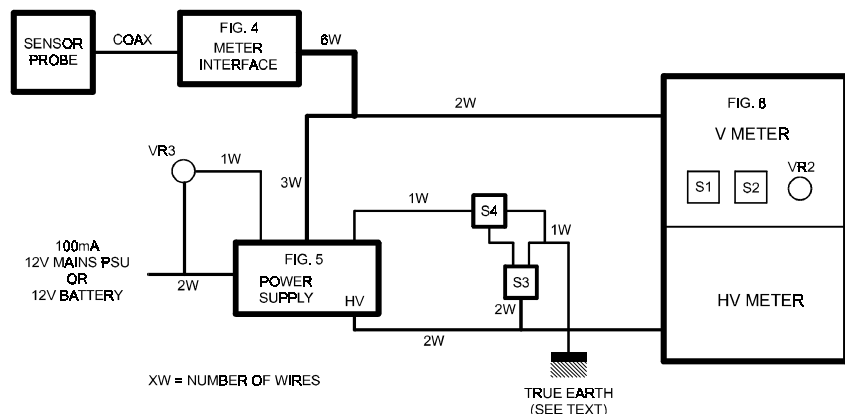 SENSOR
PROBE
COAX
FIG. 4
METER
INTERFACE
6W
2W
FIG. 6
V METER
S1
S2
VR2
HV METER
VR3
1W
3W
100mA
12V MAINS PSU
OR
12V BATTERY
2W
FIG. 5
POWER
SUPPLY
HV
1W
S4
1W
S3
2W
2W
XW = NUMBER OF WIRES
TRUE EARTH
(SEE TEXT)